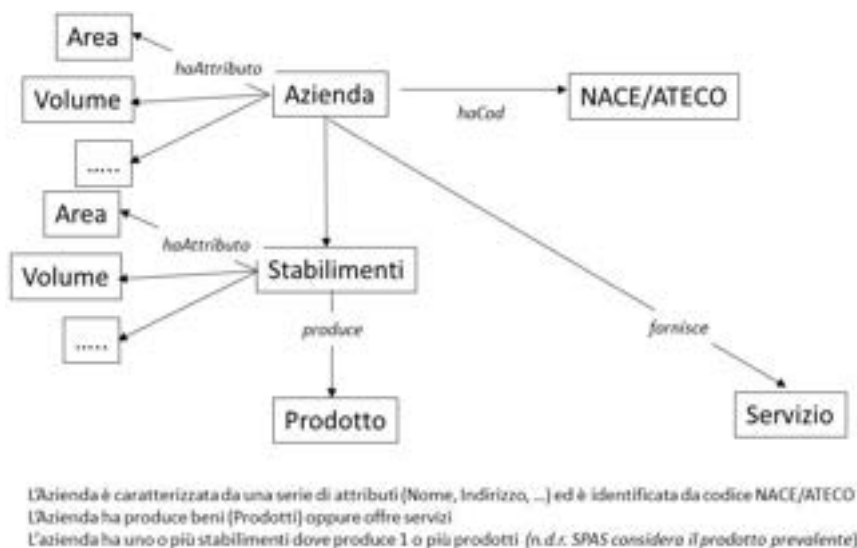 Area
haAttributo
Volume
Azienda
NACE/ATECO
haCod
.....
Area
haAttributo
Volume
Stabilimenti
.....
produce
fornisce
Prodotto
Servizio
L'Azienda è caratterizzata da una serie di attributi (Nome, Indirizzo, ...) ed è identificata da codice NACE/ATECO
L'Azienda ha produce beni (Prodotti) oppure offre servizi
L'azienda ha uno o più stabilimenti dove produce 1 o più prodotti (n.d.r. SPAS considera il prodotto prevalente)